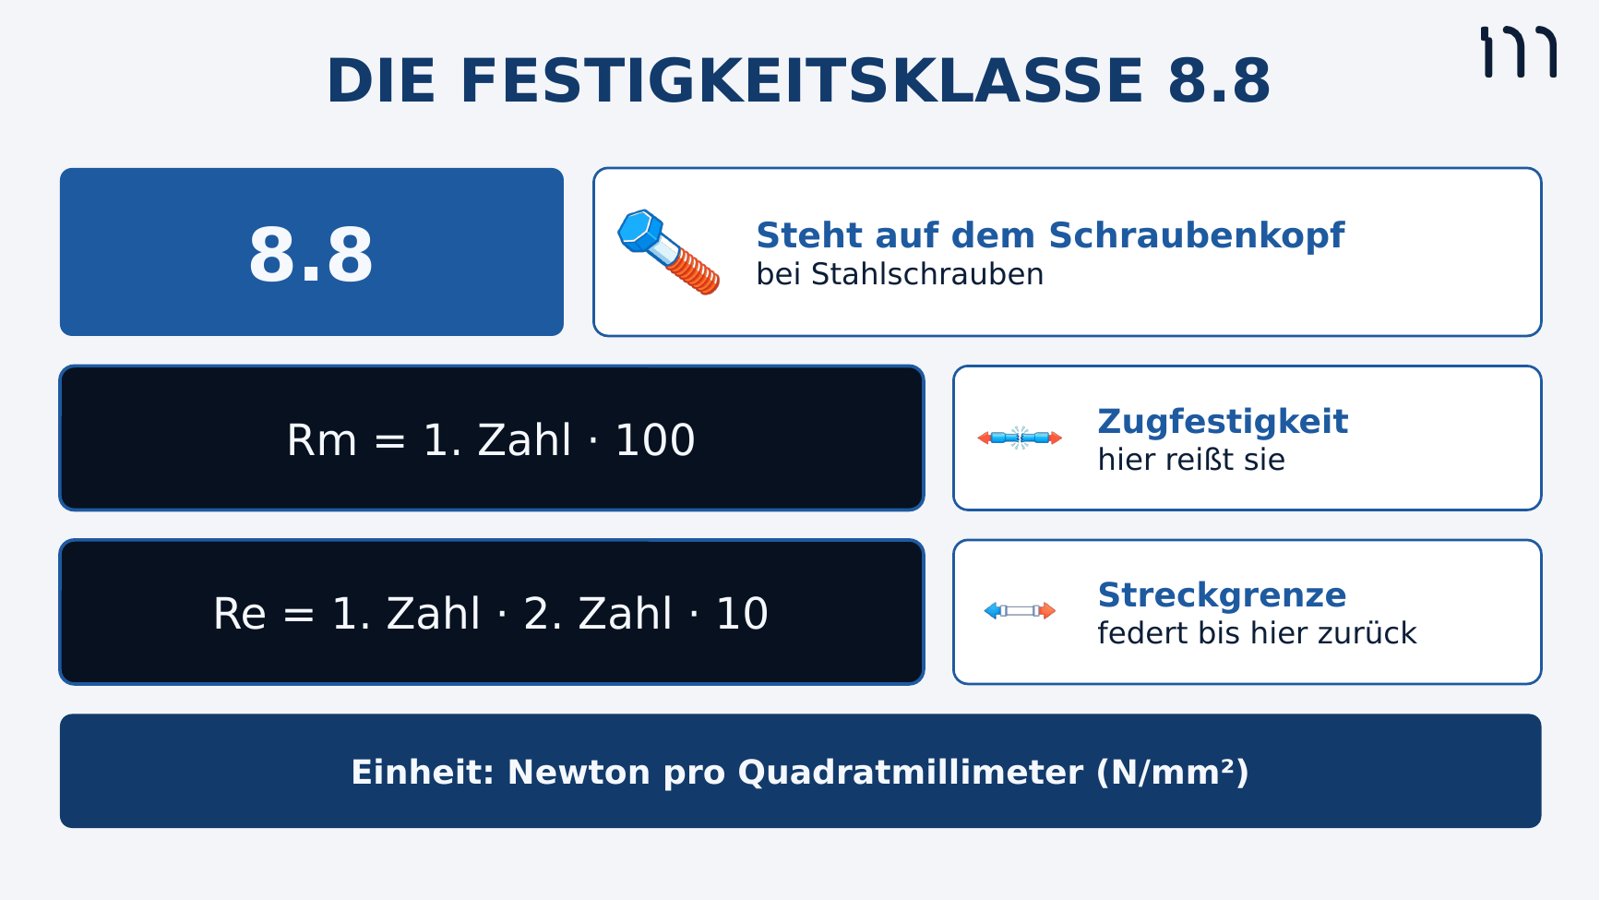 DIE FESTIGKEITSKLASSE 8.8
8.8
Steht auf dem Schraubenkopf
bei Stahlschrauben
Rm = 1. Zahl · 100
Zugfestigkeit
hier reißt sie
Re = 1. Zahl · 2. Zahl · 10
Streckgrenze
federt bis hier zurück
Einheit: Newton pro Quadratmillimeter (N/mm²)